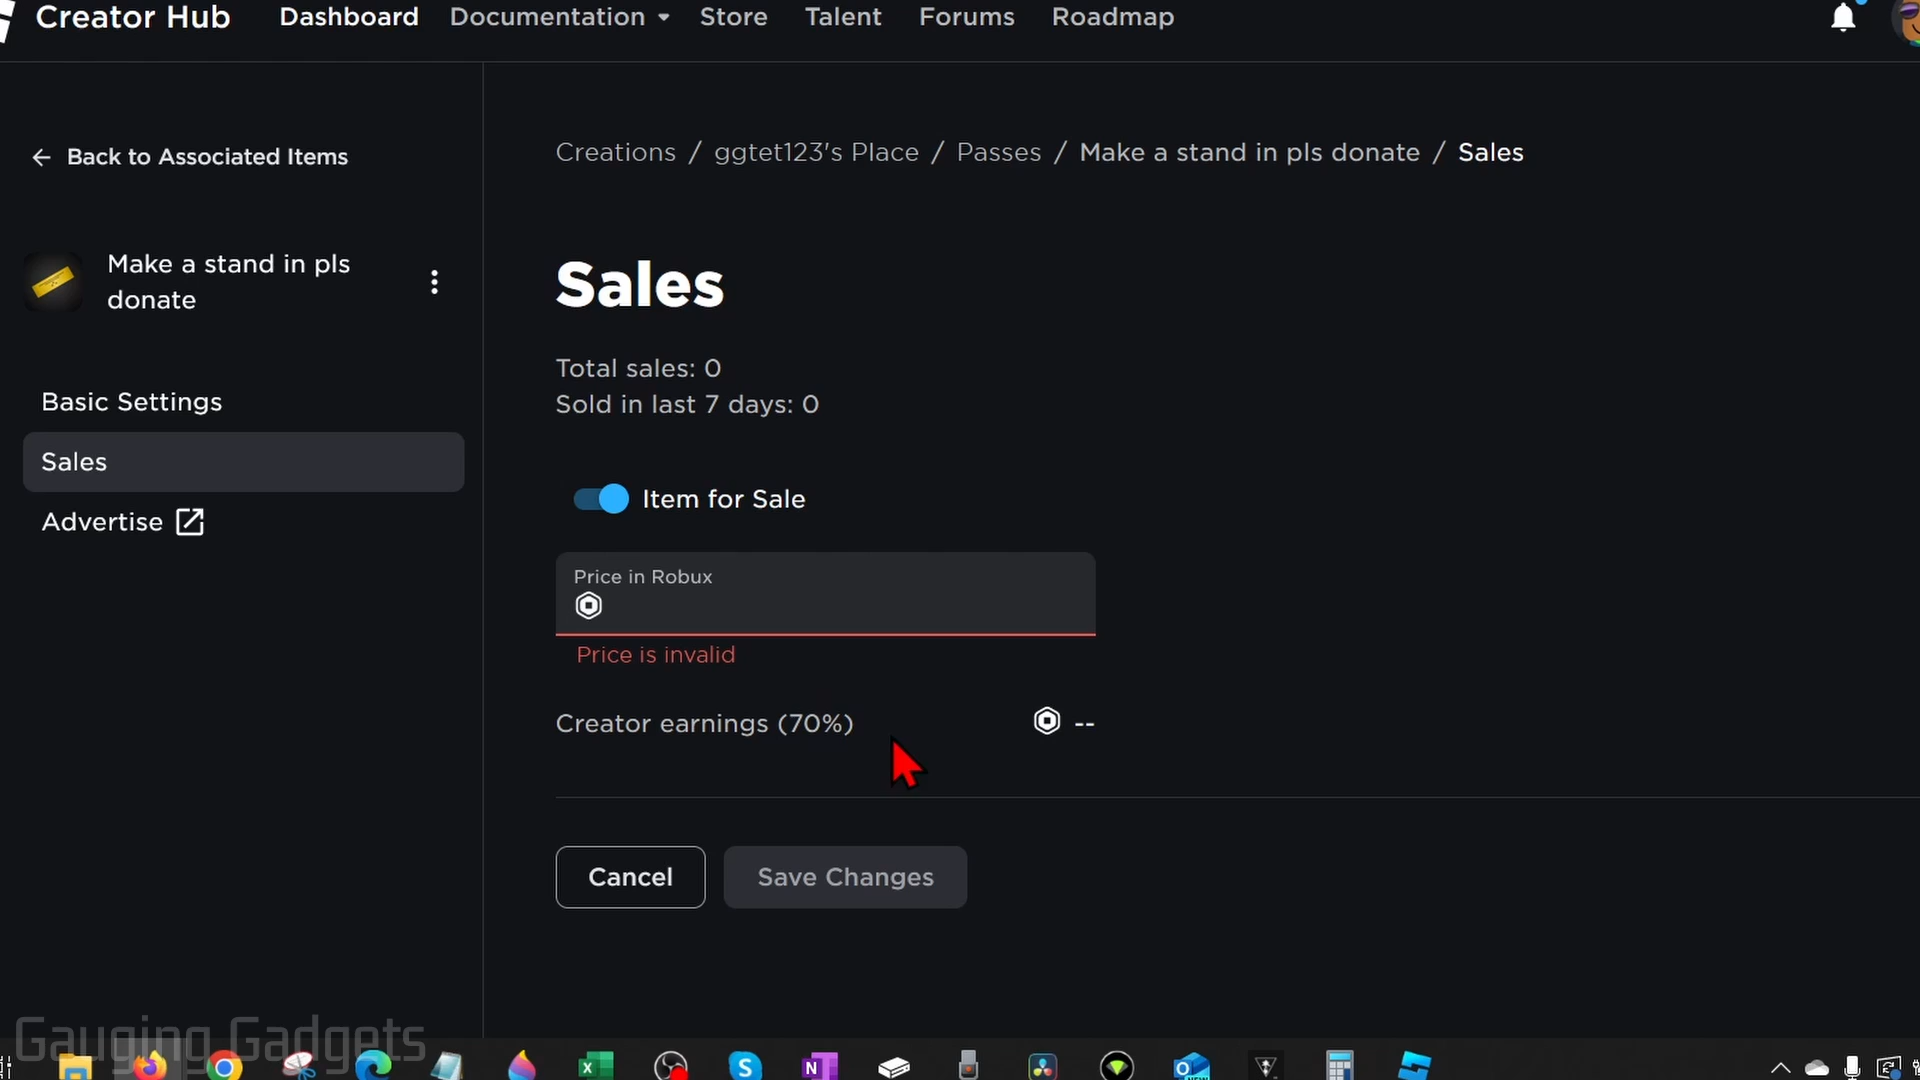 Creator Hub
Dashboard
Documentation
Store
Talent
Forums
Roadmap
Back to Associated Items
Creations / ggtet123's Place / Passes / Make a stand in pls donate / Sales
Make a stand in pls
donate
Basic Settings
Sales
Advertise
Sales
Total sales: 0
Sold in last 7 days: 0
Item for Sale
Price in Robux
Price is invalid
Creator earnings (70%)
--
Cancel
Save Changes
Gauging Gadgets